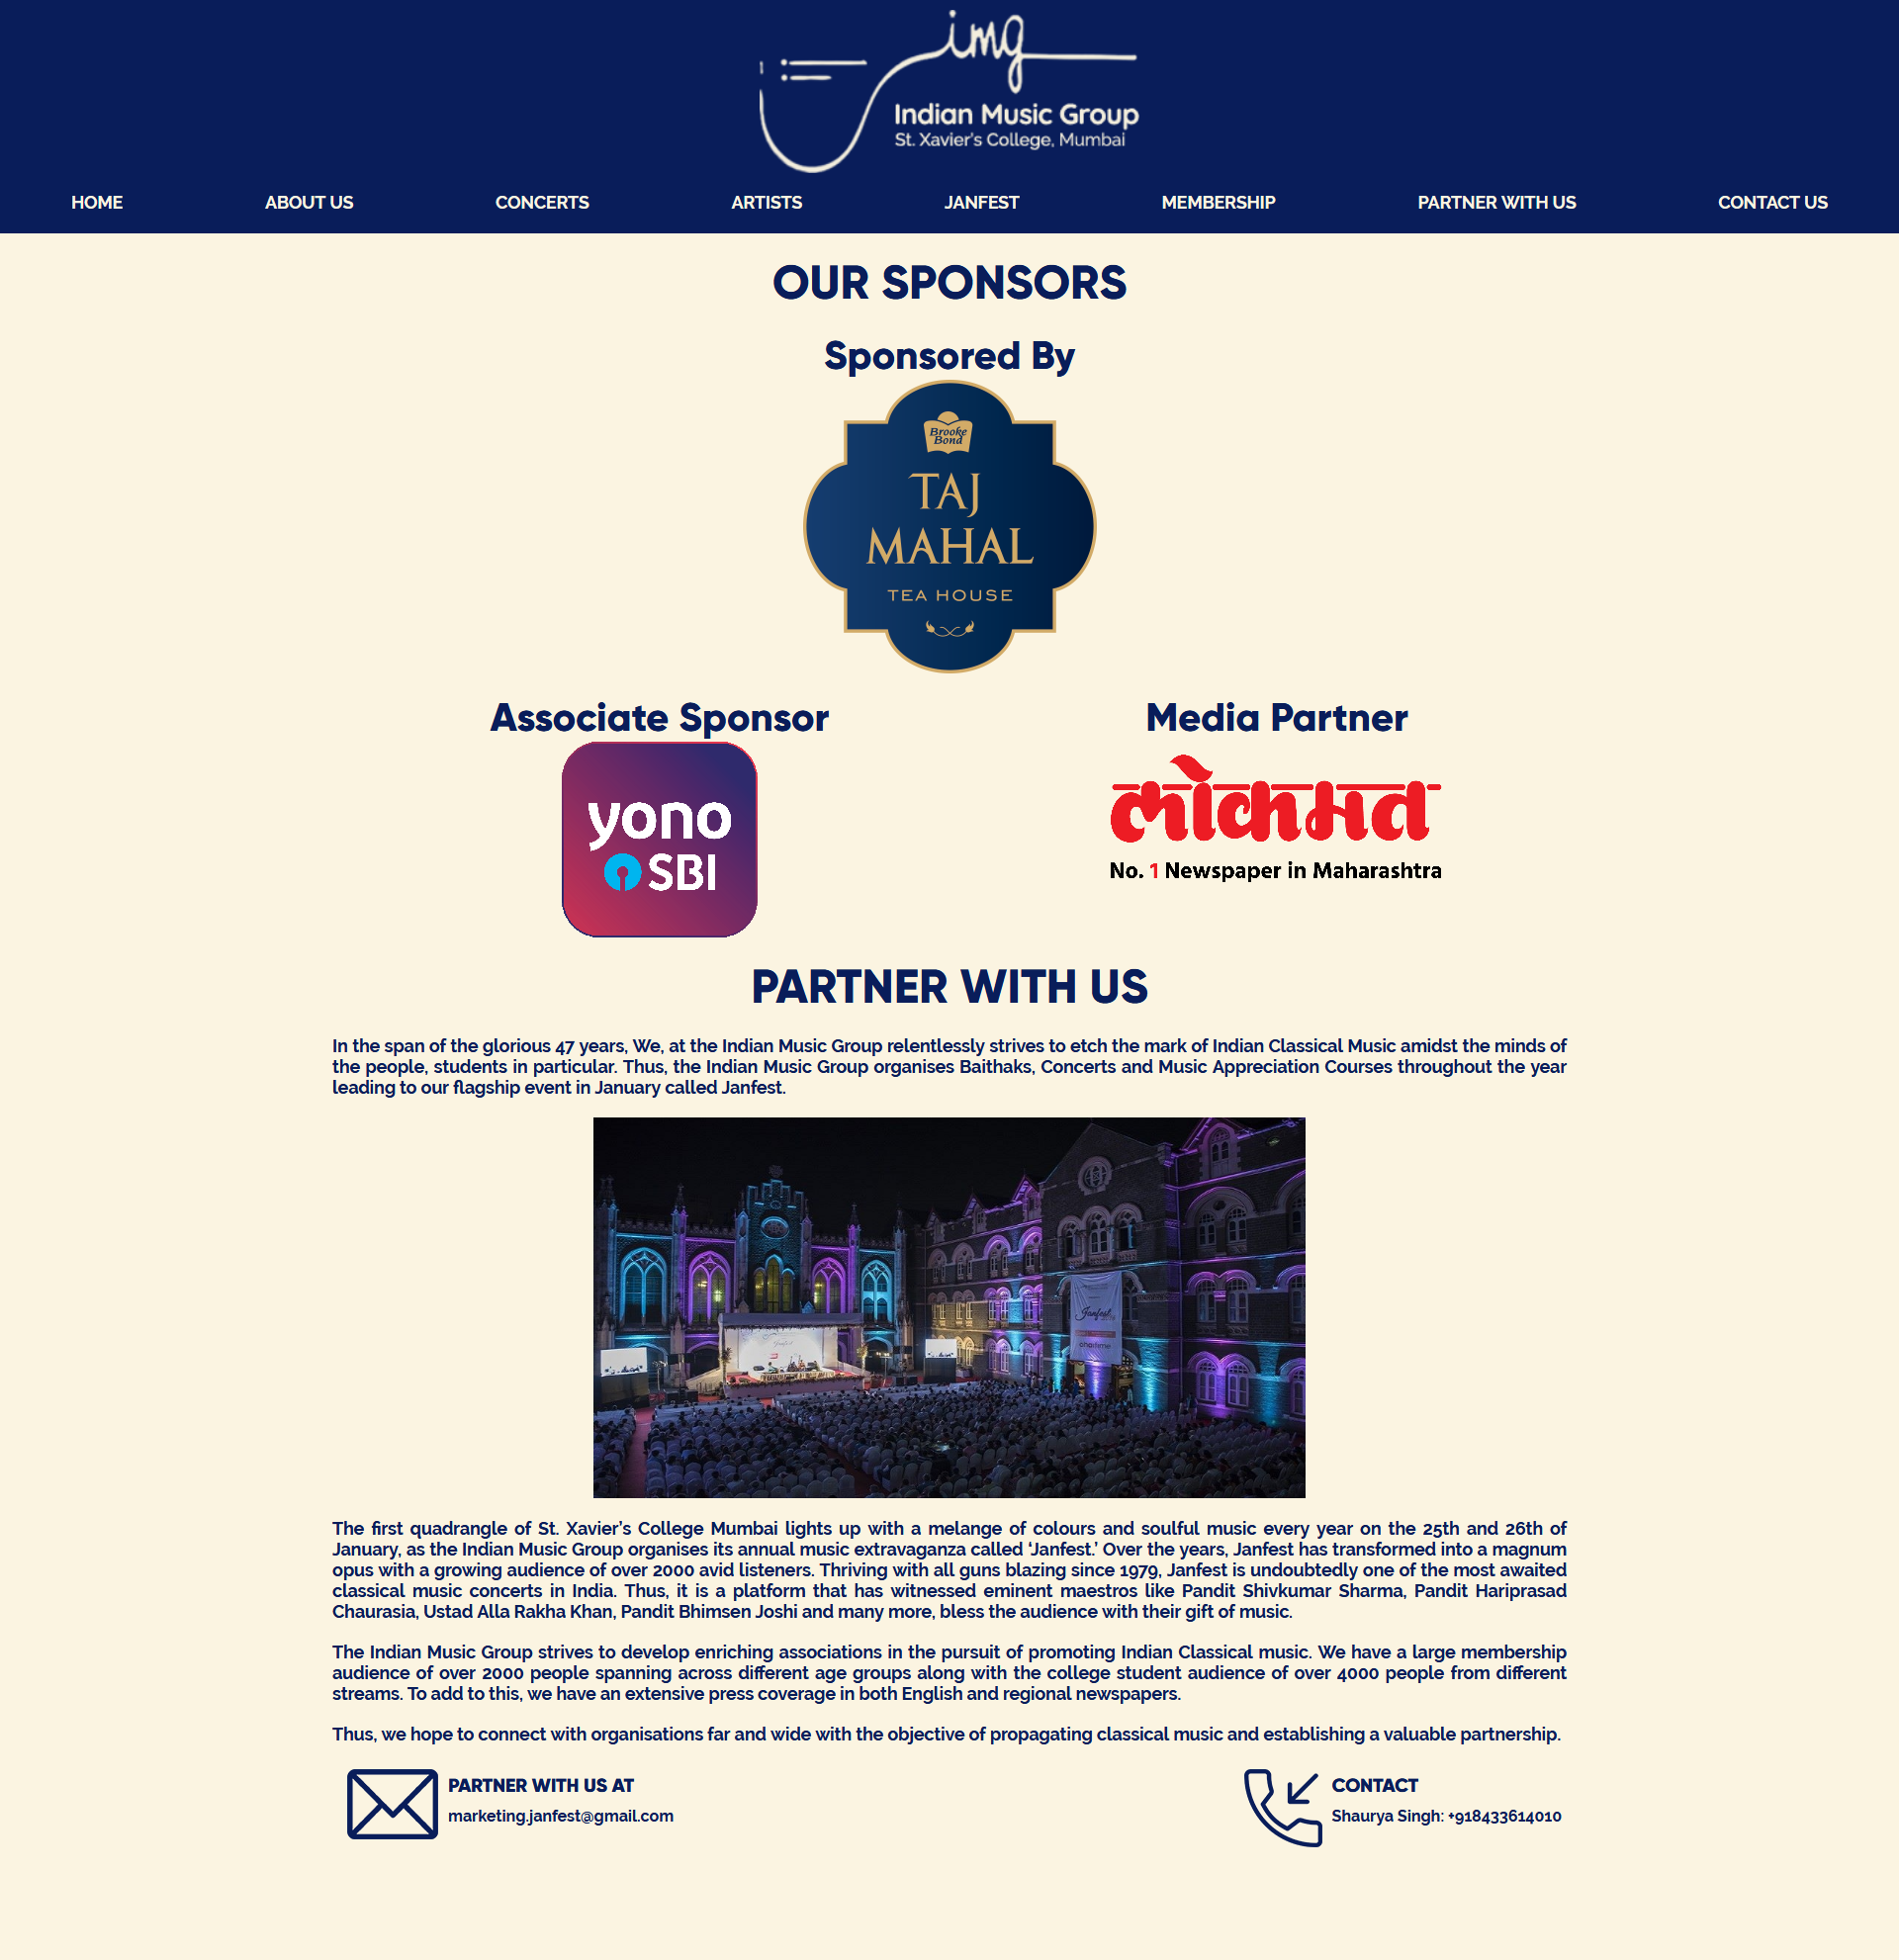 img
Indian Music Group
St. Xavier's College, Mumbai
HOME ABOUT US CONCERTS ARTISTS JANFEST MEMBERSHIP PARTNER WITH US CONTACT US
OUR SPONSORS
Sponsored By
Brooke
Bond
TAJ
MAHAL
TEA HOUSE
Associate Sponsor
yono
SBI
Media Partner
लोकमत
No. 1 Newspaper in Maharashtra
PARTNER WITH US
In the span of the glorious 47 years, We, at the Indian Music Group relentlessly strives to etch the mark of Indian Classical Music amidst the minds of
the people, students in particular. Thus, the Indian Music Group organises Baithaks, Concerts and Music Appreciation Courses throughout the year
leading to our flagship event in January called Janfest.
Janfest
Janfest
The first quadrangle of St. Xavier’s College Mumbai lights up with a melange of colours and soulful music every year on the 25th and 26th of
January, as the Indian Music Group organises its annual music extravaganza called ‘Janfest.’ Over the years, Janfest has transformed into a magnum
opus with a growing audience of over 2000 avid listeners. Thriving with all guns blazing since 1979, Janfest is undoubtedly one of the most awaited
classical music concerts in India. Thus, it is a platform that has witnessed eminent maestros like Pandit Shivkumar Sharma, Pandit Hariprasad
Chaurasia, Ustad Alla Rakha Khan, Pandit Bhimsen Joshi and many more, bless the audience with their gift of music.
The Indian Music Group strives to develop enriching associations in the pursuit of promoting Indian Classical music. We have a large membership
audience of over 2000 people spanning across different age groups along with the college student audience of over 4000 people from different
streams. To add to this, we have an extensive press coverage in both English and regional newspapers.
Thus, we hope to connect with organisations far and wide with the objective of propagating classical music and establishing a valuable partnership.
PARTNER WITH US AT
marketing.janfest@gmail.com
CONTACT
Shaurya Singh: +918433614010